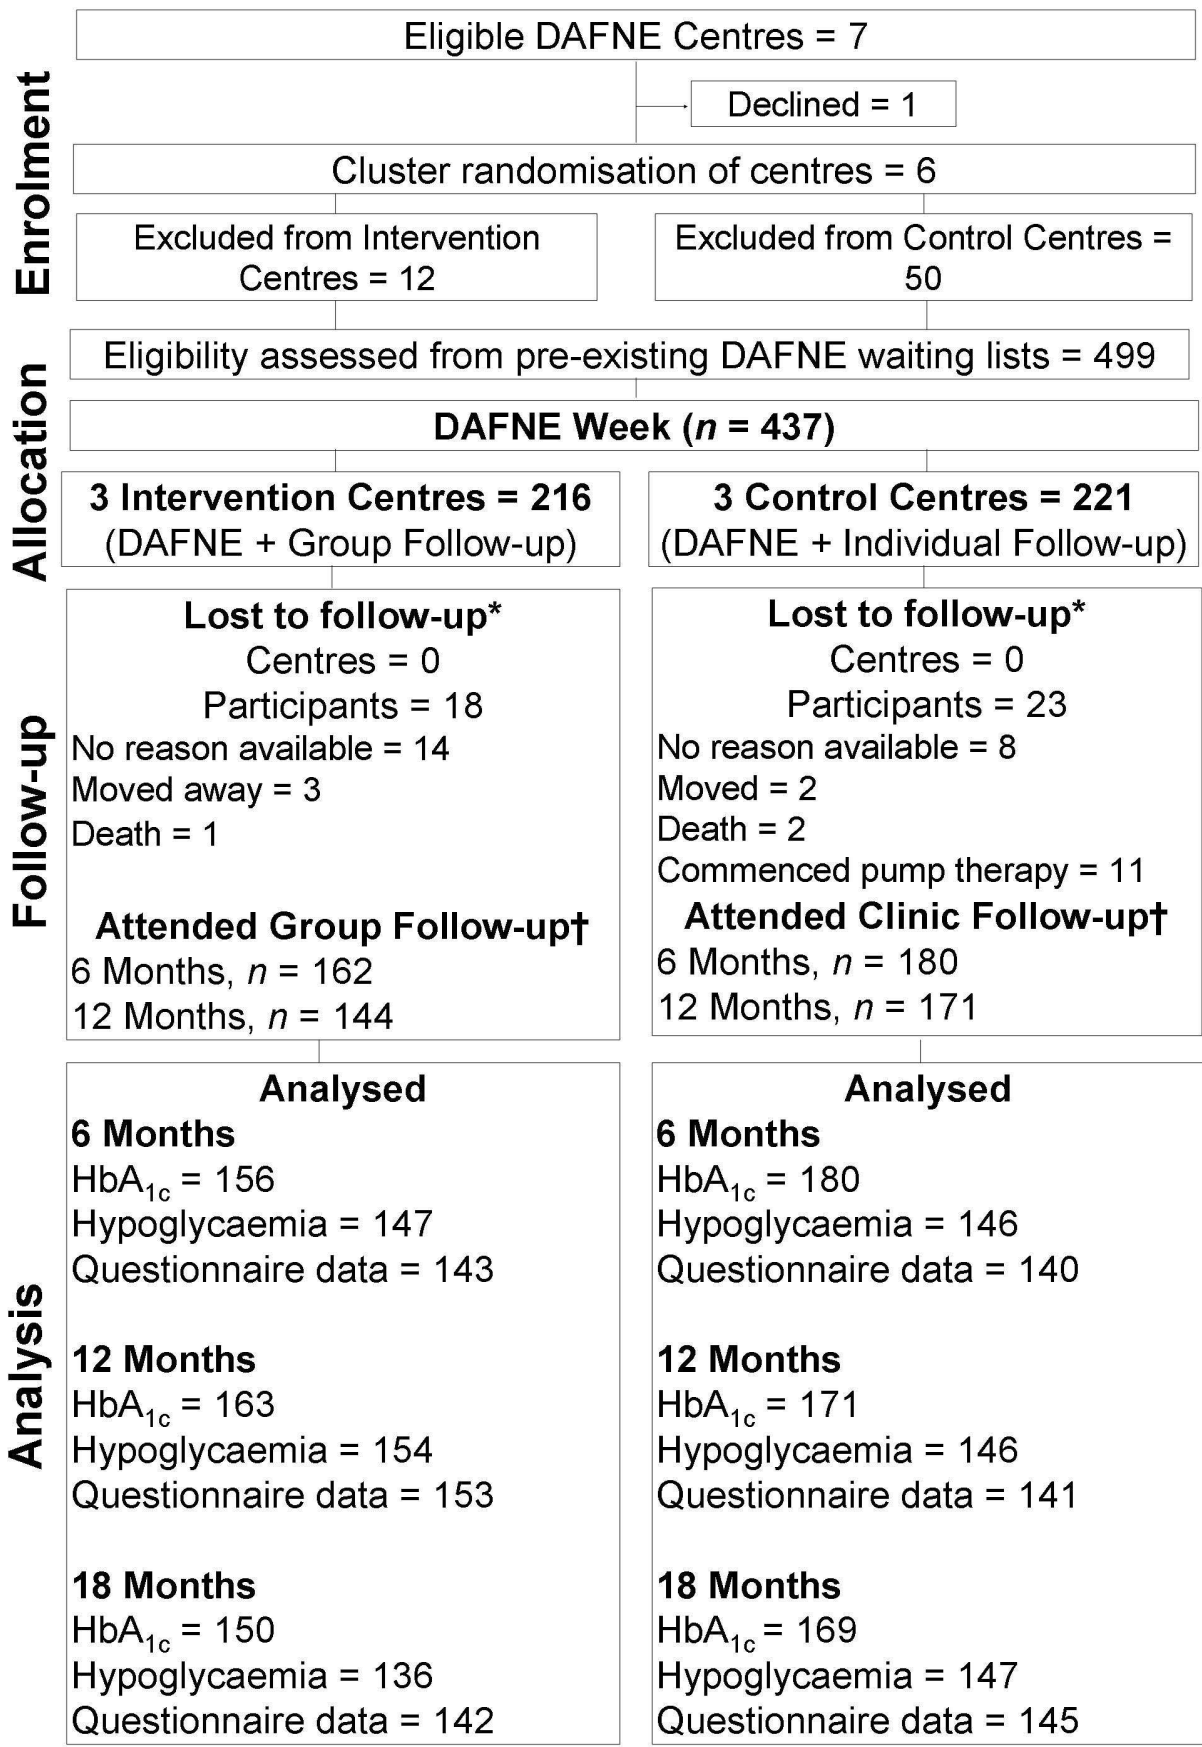 Enrolment
Eligible DAFNE Centres = 7
Declined = 1
Cluster randomisation of centres = 6
Excluded from Intervention
Centres = 12
Excluded from Control Centres =
50
Allocation
Eligibility assessed from pre-existing DAFNE waiting lists = 499
DAFNE Week (n = 437)
3 Intervention Centres = 216
(DAFNE + Group Follow-up)
3 Control Centres = 221
(DAFNE + Individual Follow-up)
Follow-up
Lost to follow-up*
Centres = 0
Participants = 18
No reason available = 14
Moved away = 3
Death = 1
Attended Group Follow-up†
6 Months, n = 162
12 Months, n = 144
Lost to follow-up*
Centres = 0
Participants = 23
No reason available = 8
Moved = 2
Death = 2
Commenced pump therapy = 11
Attended Clinic Follow-up†
6 Months, n = 180
12 Months, n = 171
Analysis
Analysed
6 Months
HbA1c = 156
Hypoglycaemia = 147
Questionnaire data = 143
12 Months
HbA1c = 163
Hypoglycaemia = 154
Questionnaire data = 153
18 Months
HbA1c = 150
Hypoglycaemia = 136
Questionnaire data = 142
Analysed
6 Months
HbA1c = 180
Hypoglycaemia = 146
Questionnaire data = 140
12 Months
HbA1c = 171
Hypoglycaemia = 146
Questionnaire data = 141
18 Months
HbA1c = 169
Hypoglycaemia = 147
Questionnaire data = 145